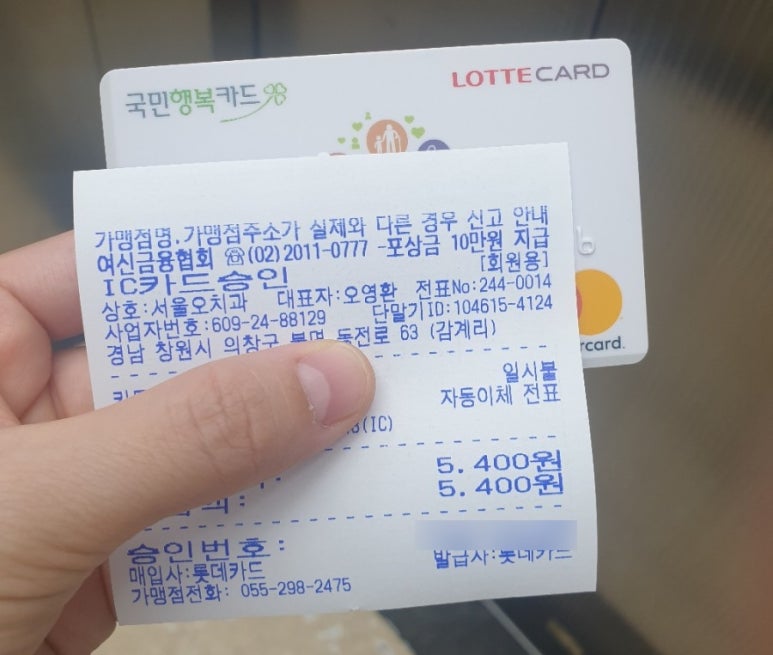 국민행복카드
LOTTE CARD
가맹점명,가맹점주소가 실제와 다른 경우 신고 안내
여신금융협회 ☎(02)2011-0777 -포상금 10만원 지급
IC카드승인 [회원용]
상호:서울오치과 대표자:오영환 전표No:244-0014
사업자번호:609-24-88129 단말기ID:104615-4124
경남 창원시 의창구 북면 동전로 63 (감계리)
일시불
자동이체 전표
(IC)
5.400원
5.400원
승인번호:
매입사:롯데카드 발급사:롯데카드
가맹점전화: 055-298-2475
rcard.